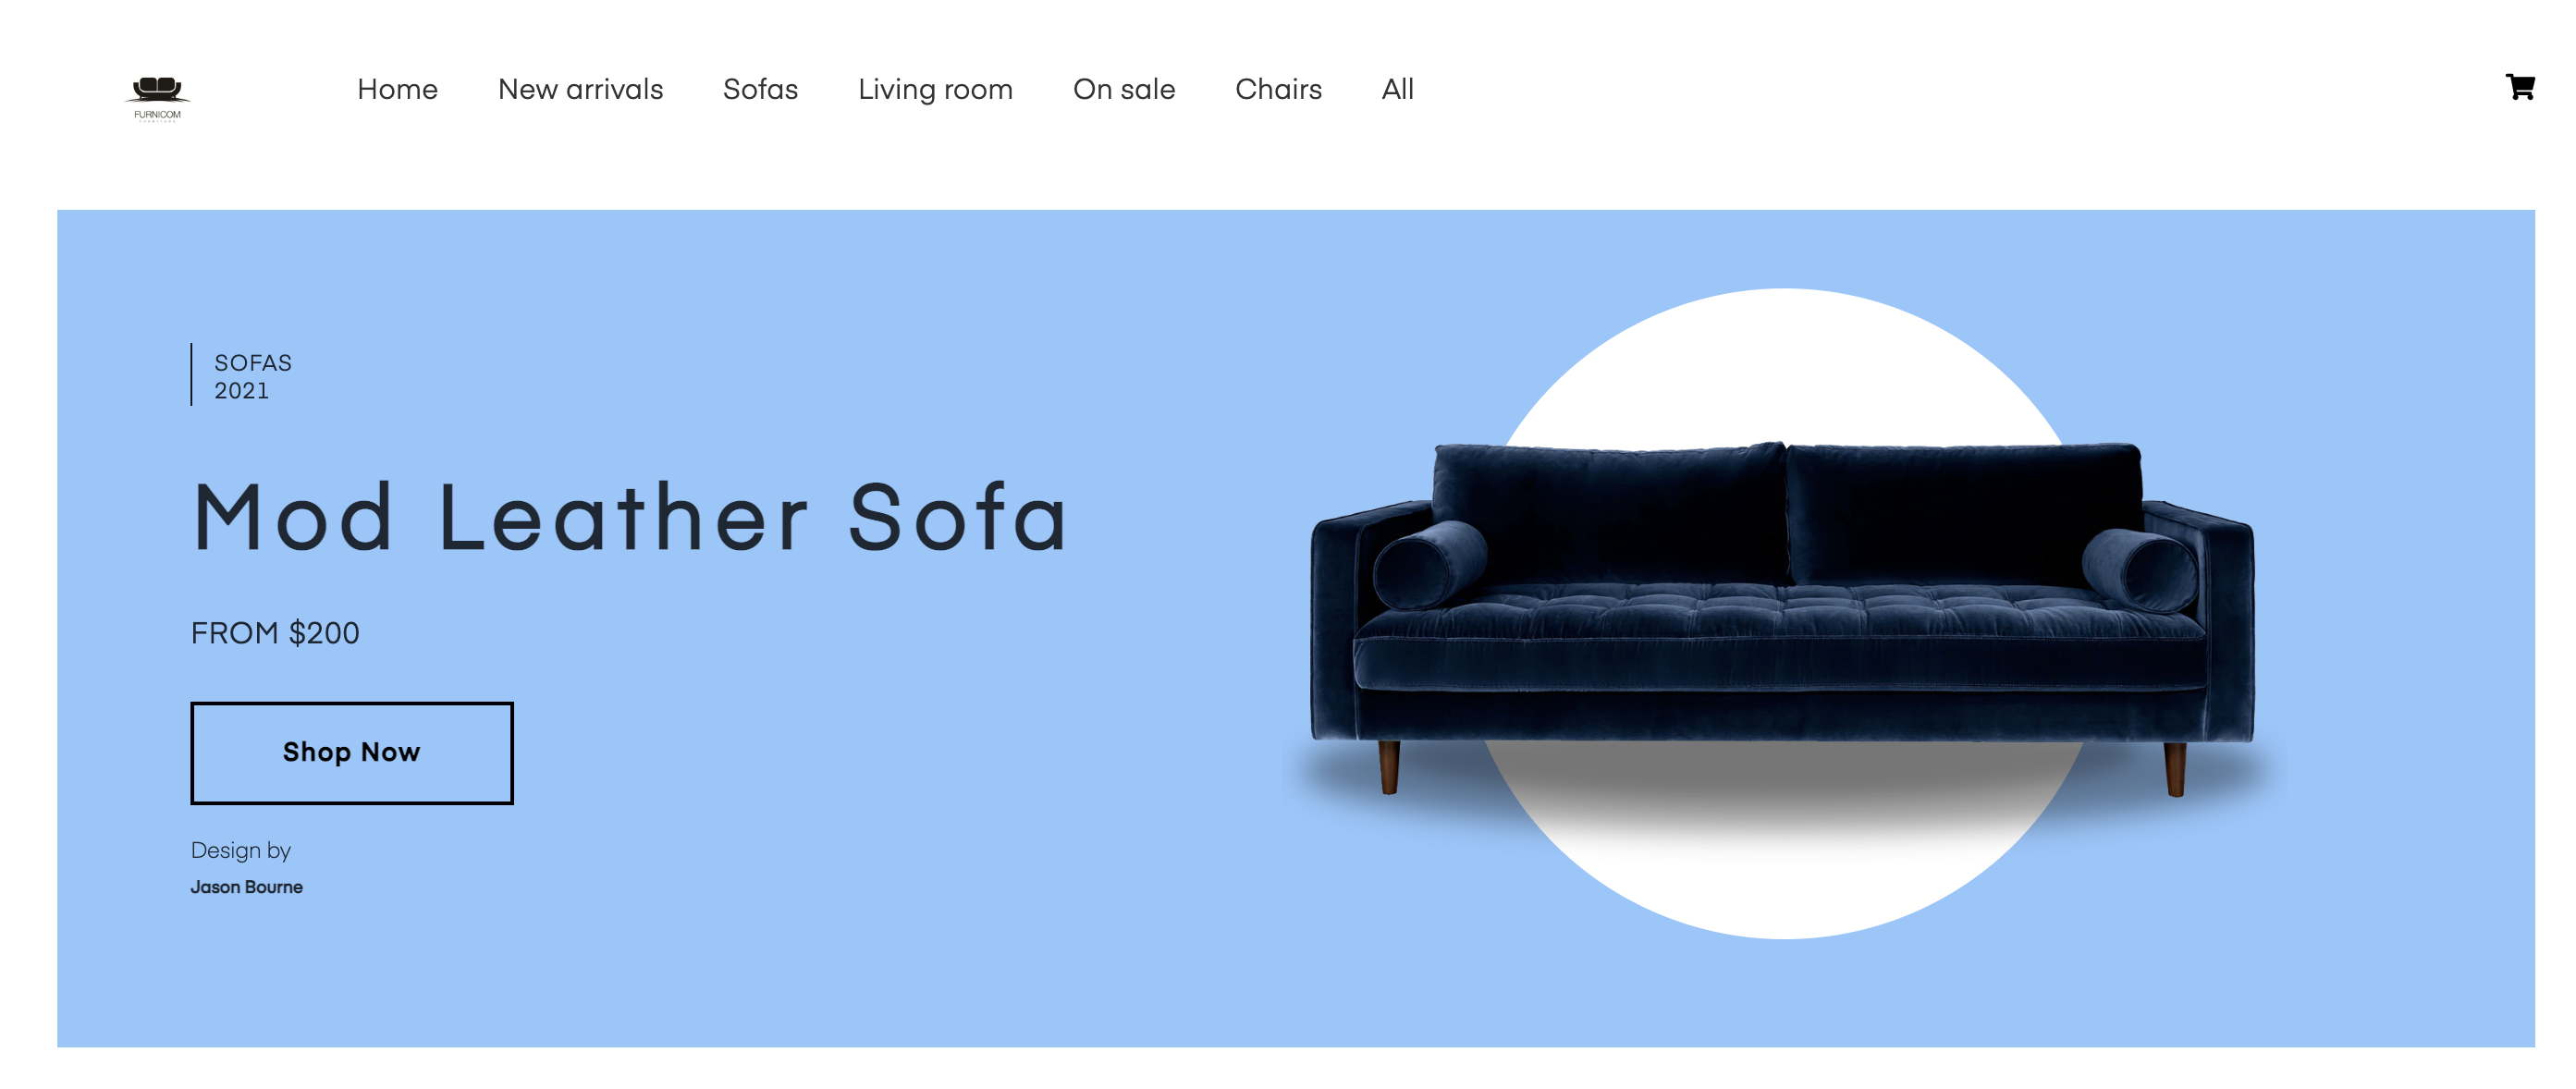 FURNICOM
Home New arrivals Sofas Living room On sale Chairs All
SOFAS
2021
Mod Leather Sofa
FROM $200
Shop Now
Design by
Jason Bourne